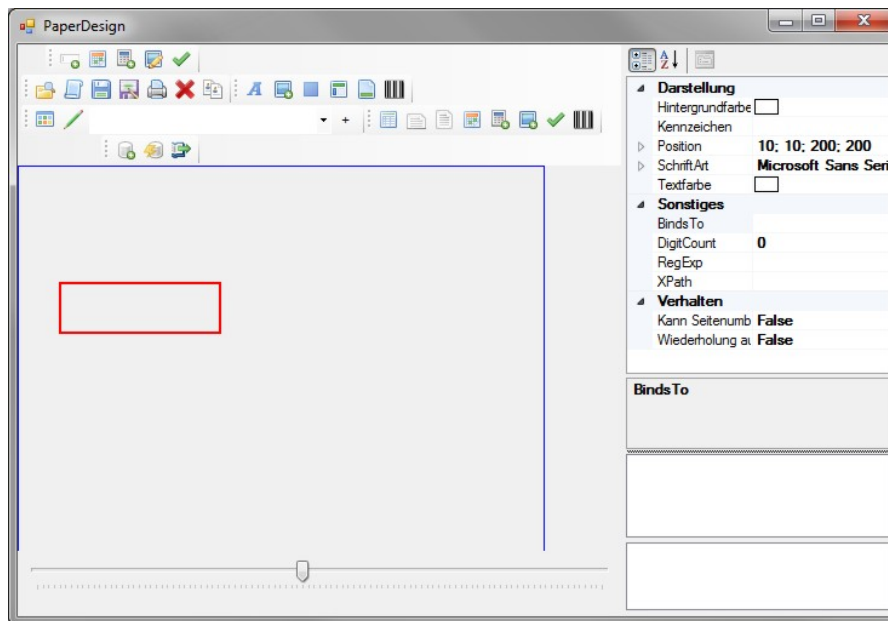 PaperDesign
A
A
Z
Darstellung
Hintergrundfarbe
Kennzeichen
Position 10; 10; 200; 200
SchriftArt Microsoft Sans Seri
Textfarbe
Sonstiges
BindsTo
DigitCount 0
RegExp
XPath
Verhalten
Kann Seitenumb False
Wiederholung au False
BindsTo